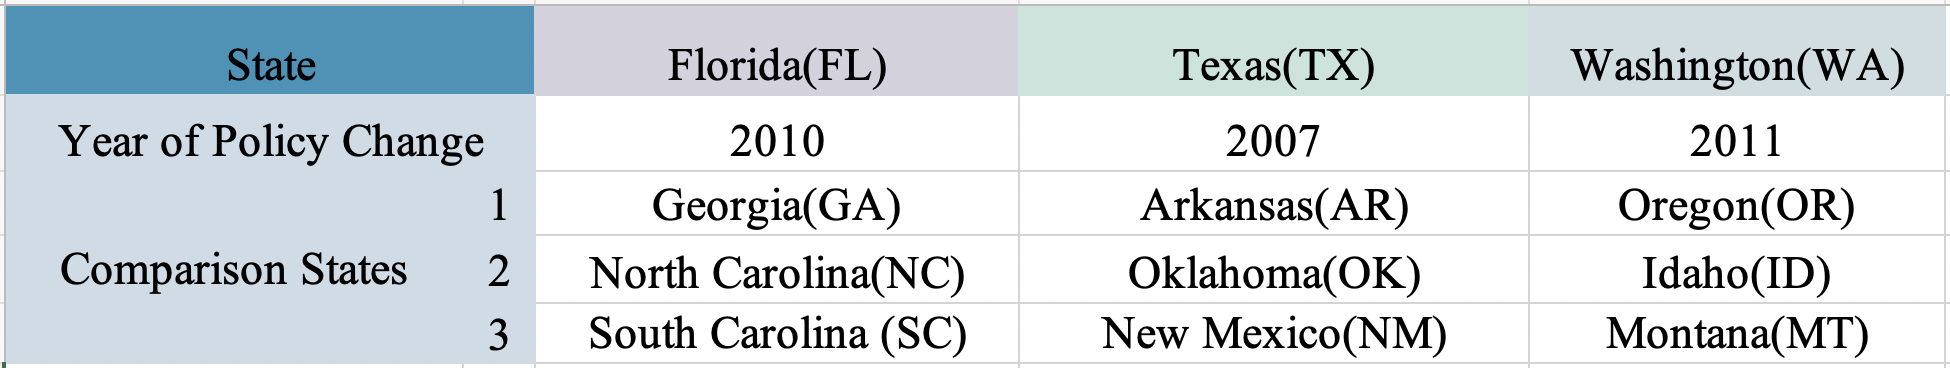 State Florida(FL) Texas(TX) Washington(WA)
Year of Policy Change 2010 2007 2011
1 Georgia(GA) Arkansas(AR) Oregon(OR)
Comparison States 2 North Carolina(NC) Oklahoma(OK) Idaho(ID)
3 South Carolina (SC) New Mexico(NM) Montana(MT)